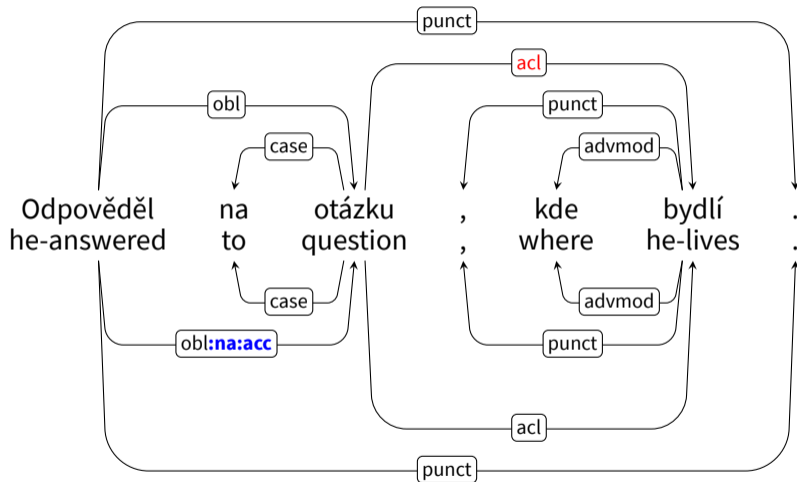 punct
acl
obl punct
case advmod
Odpověděl na otázku , kde bydlí .
he-answered to question , where he-lives .
case advmod
obl:na:acc punct
acl
punct